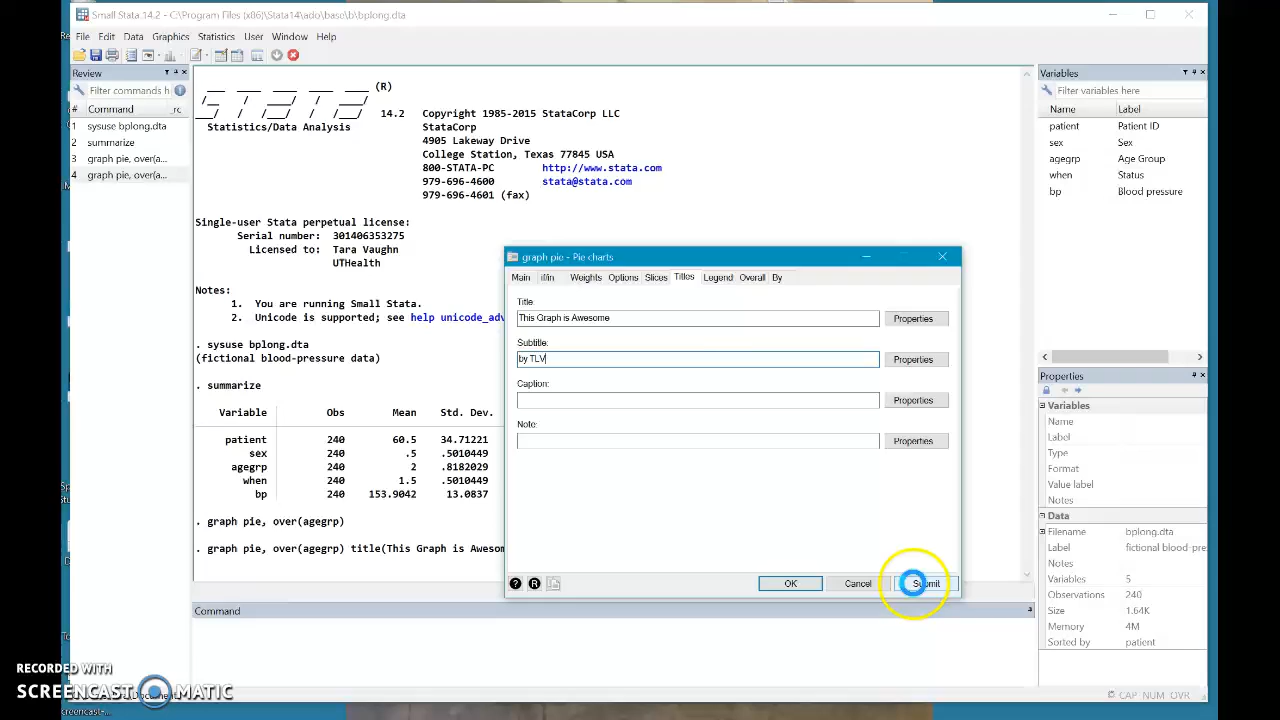 Small Stata 14.2 - C:\Program Files (x86)\Stata14\ado\base\b\bplong.dta
File Edit Data Graphics Statistics User Window Help
Review
Filter commands h
# Command _rc
1 sysuse bplong.dta
2 summarize
3 graph pie, over(a...
4 graph pie, over(a...
(R)
14.2 Copyright 1985-2015 StataCorp LLC
Statistics/Data Analysis StataCorp
4905 Lakeway Drive
College Station, Texas 77845 USA
800-STATA-PC http://www.stata.com
979-696-4600 stata@stata.com
979-696-4601 (fax)
Single-user Stata perpetual license:
Serial number: 301406353275
Licensed to: Tara Vaughn
UTHealth
Notes:
1. You are running Small Stata.
2. Unicode is supported; see help unicode_adv
. sysuse bplong.dta
(fictional blood-pressure data)
. summarize
Variable Obs Mean Std. Dev.
patient 240 60.5 34.71221
sex 240 .5 .5010449
agegrp 240 2 .8182029
when 240 1.5 .5010449
bp 240 153.9042 13.0837
. graph pie, over(agegrp)
. graph pie, over(agegrp) title(This Graph is Awesom
Command
graph pie - Pie charts
Main if/in Weights Options Slices Titles Legend Overall By
Title:
This Graph is Awesome Properties
Subtitle:
by TLV Properties
Caption:
Properties
Note:
Properties
OK Cancel Submit
Variables
Filter variables here
Name Label
patient Patient ID
sex Sex
agegrp Age Group
when Status
bp Blood pressure
Properties
Variables
Name
Label
Type
Format
Value label
Notes
Data
Filename bplong.dta
Label fictional blood-pre
Notes
Variables 5
Observations 240
Size 1.64K
Memory 4M
Sorted by patient
CAP NUM OVR
RECORDED WITH
SCREENCAST MATIC
screencast-...